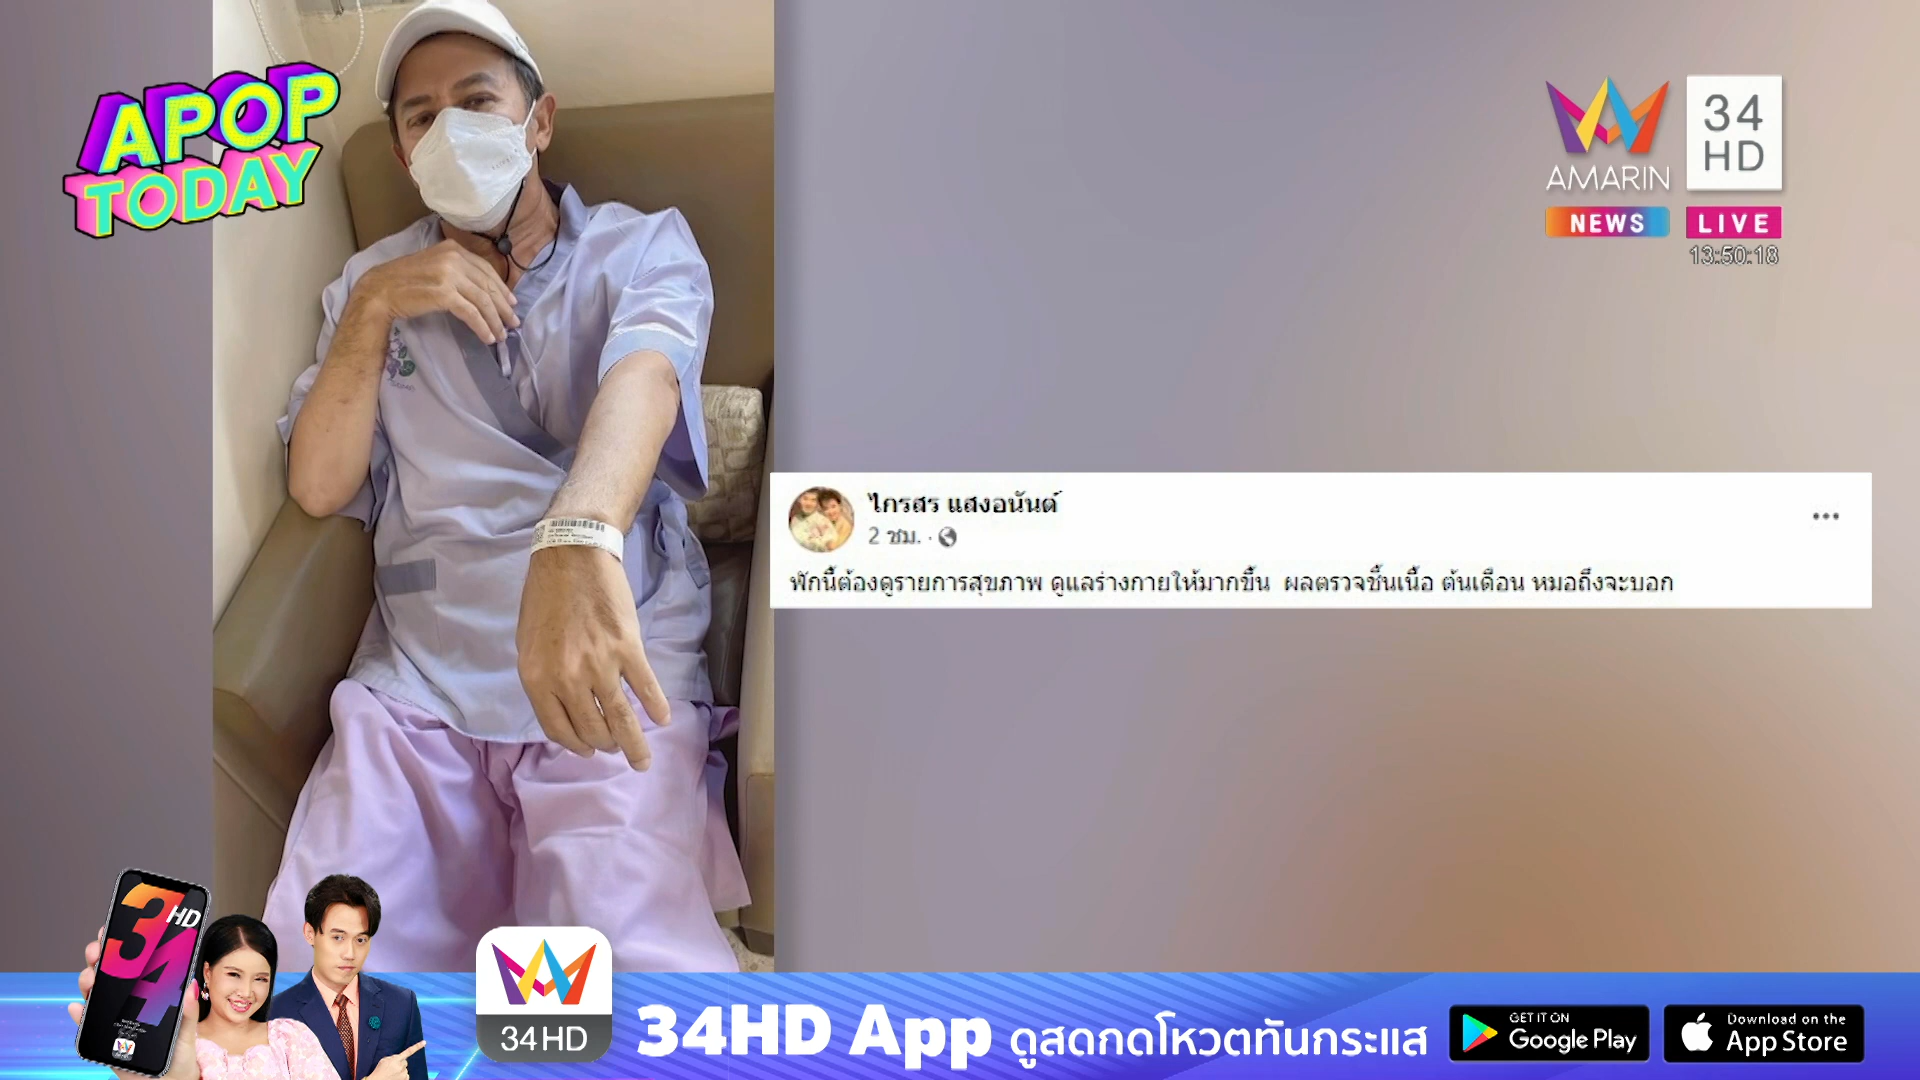 APOP
TODAY
AMARIN
34
HD
NEWS
LIVE
13:50:18
ไกรสร แสงอนันต์
2 ชม. ·
พักนี้ต้องดูรายการสุขภาพ ดูแลร่างกายให้มากขึ้น ผลตรวจชิ้นเนื้อ ต้นเดือน หมอถึงจะบอก
34
HD
34HD
34HD App ดูสดกดโหวตทันกระแส
GET IT ON
Google Play
Download on the
App Store